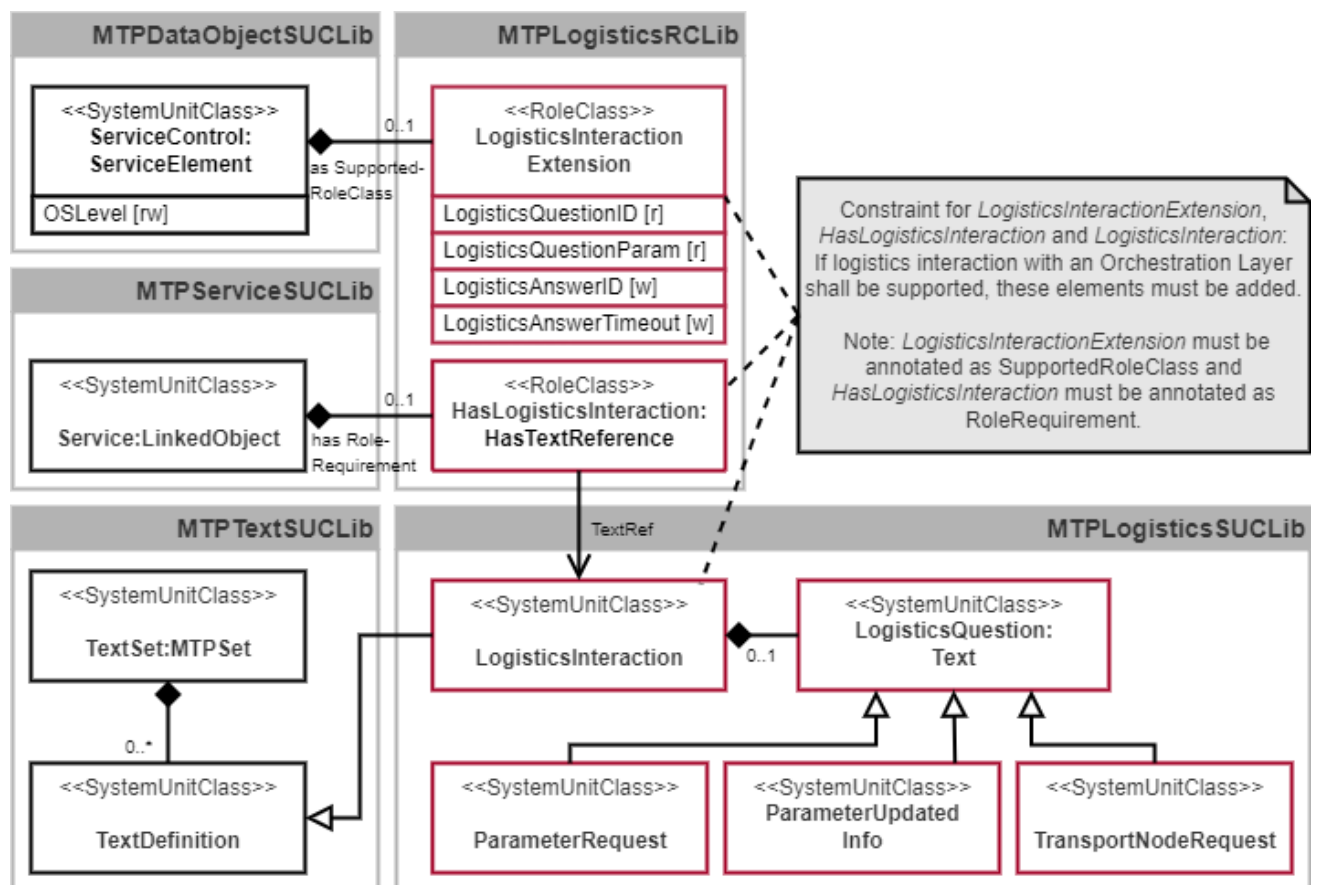 MTPDataObjectSUCLib
<<SystemUnitClass>>
ServiceControl:
ServiceElement
OSLevel [rw]
0..1
as Supported-
RoleClass
MTPLogisticsRCLib
<<RoleClass>>
LogisticsInteraction
Extension
LogisticsQuestionID [r]
LogisticsQuestionParam [r]
LogisticsAnswerID [w]
LogisticsAnswerTimeout [w]
Constraint for LogisticsInteractionExtension,
HasLogisticsInteraction and LogisticsInteraction:
If logistics interaction with an Orchestration Layer
shall be supported, these elements must be added.
Note: LogisticsInteractionExtension must be
annotated as SupportedRoleClass and
HasLogisticsInteraction must be annotated as
RoleRequirement.
MTPServiceSUCLib
<<SystemUnitClass>>
Service:LinkedObject
0..1
has Role-
Requirement
<<RoleClass>>
HasLogisticsInteraction:
HasTextReference
TextRef
MTPTextSUCLib
<<SystemUnitClass>>
TextSet:MTPSet
0..*
<<SystemUnitClass>>
TextDefinition
MTPLogisticsSUCLib
<<SystemUnitClass>>
LogisticsInteraction
0..1
<<SystemUnitClass>>
LogisticsQuestion:
Text
<<SystemUnitClass>>
ParameterRequest
<<SystemUnitClass>>
ParameterUpdated
Info
<<SystemUnitClass>>
TransportNodeRequest